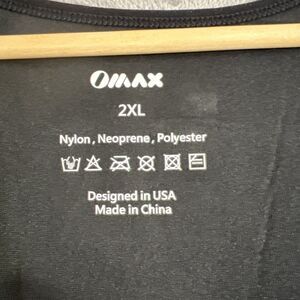 OMAX
2XL
Nylon, Neoprene, Polyester
Designed in USA
Made in China